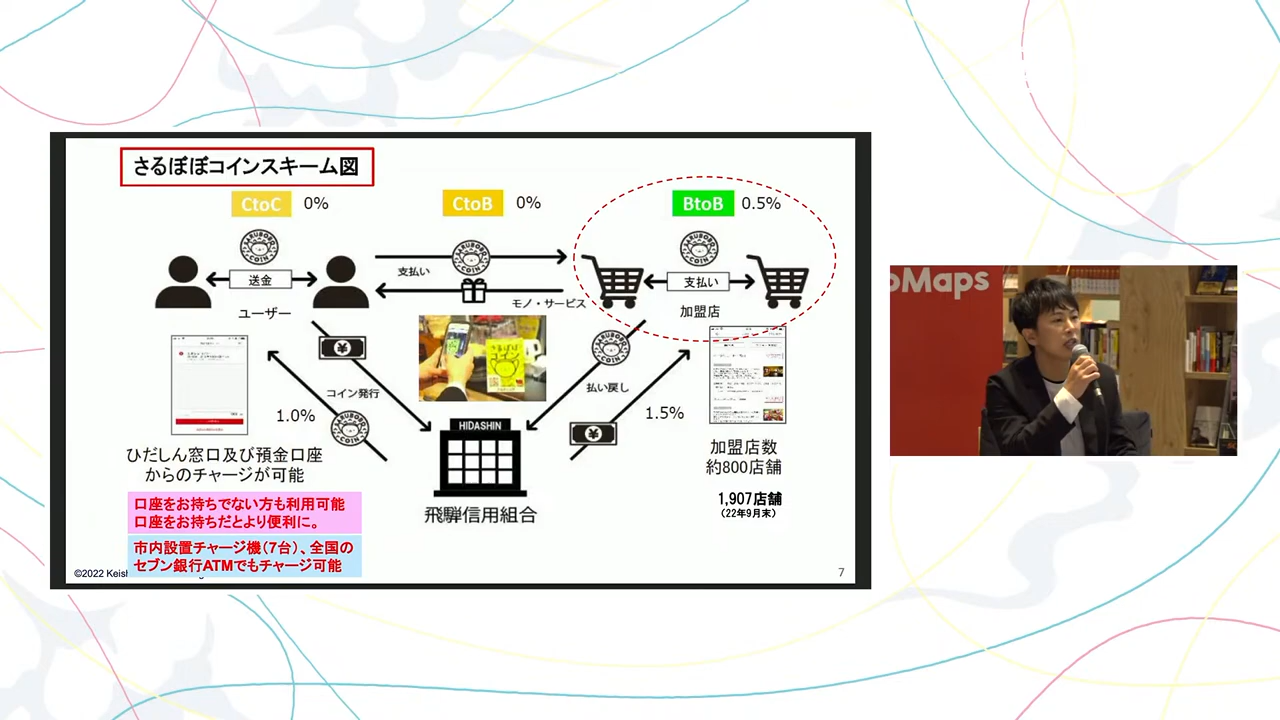 さるぼぼコインスキーム図
CtoC 0%
CtoB 0%
BtoB 0.5%
送金
支払い
モノ・サービス
支払い
ユーザー
加盟店
さるぼぼ
コイン
コイン発行
払い戻し
1.0%
1.5%
HIDASHIN
飛騨信用組合
ひだしん窓口及び預金口座
からのチャージが可能
加盟店数
約800店舗
1,907店舗
(22年9月末)
口座をお持ちでない方も利用可能
口座をお持ちだとより便利に。
市内設置チャージ機(7台)、全国の
セブン銀行ATMでもチャージ可能
©2022 Keish
7
oMaps